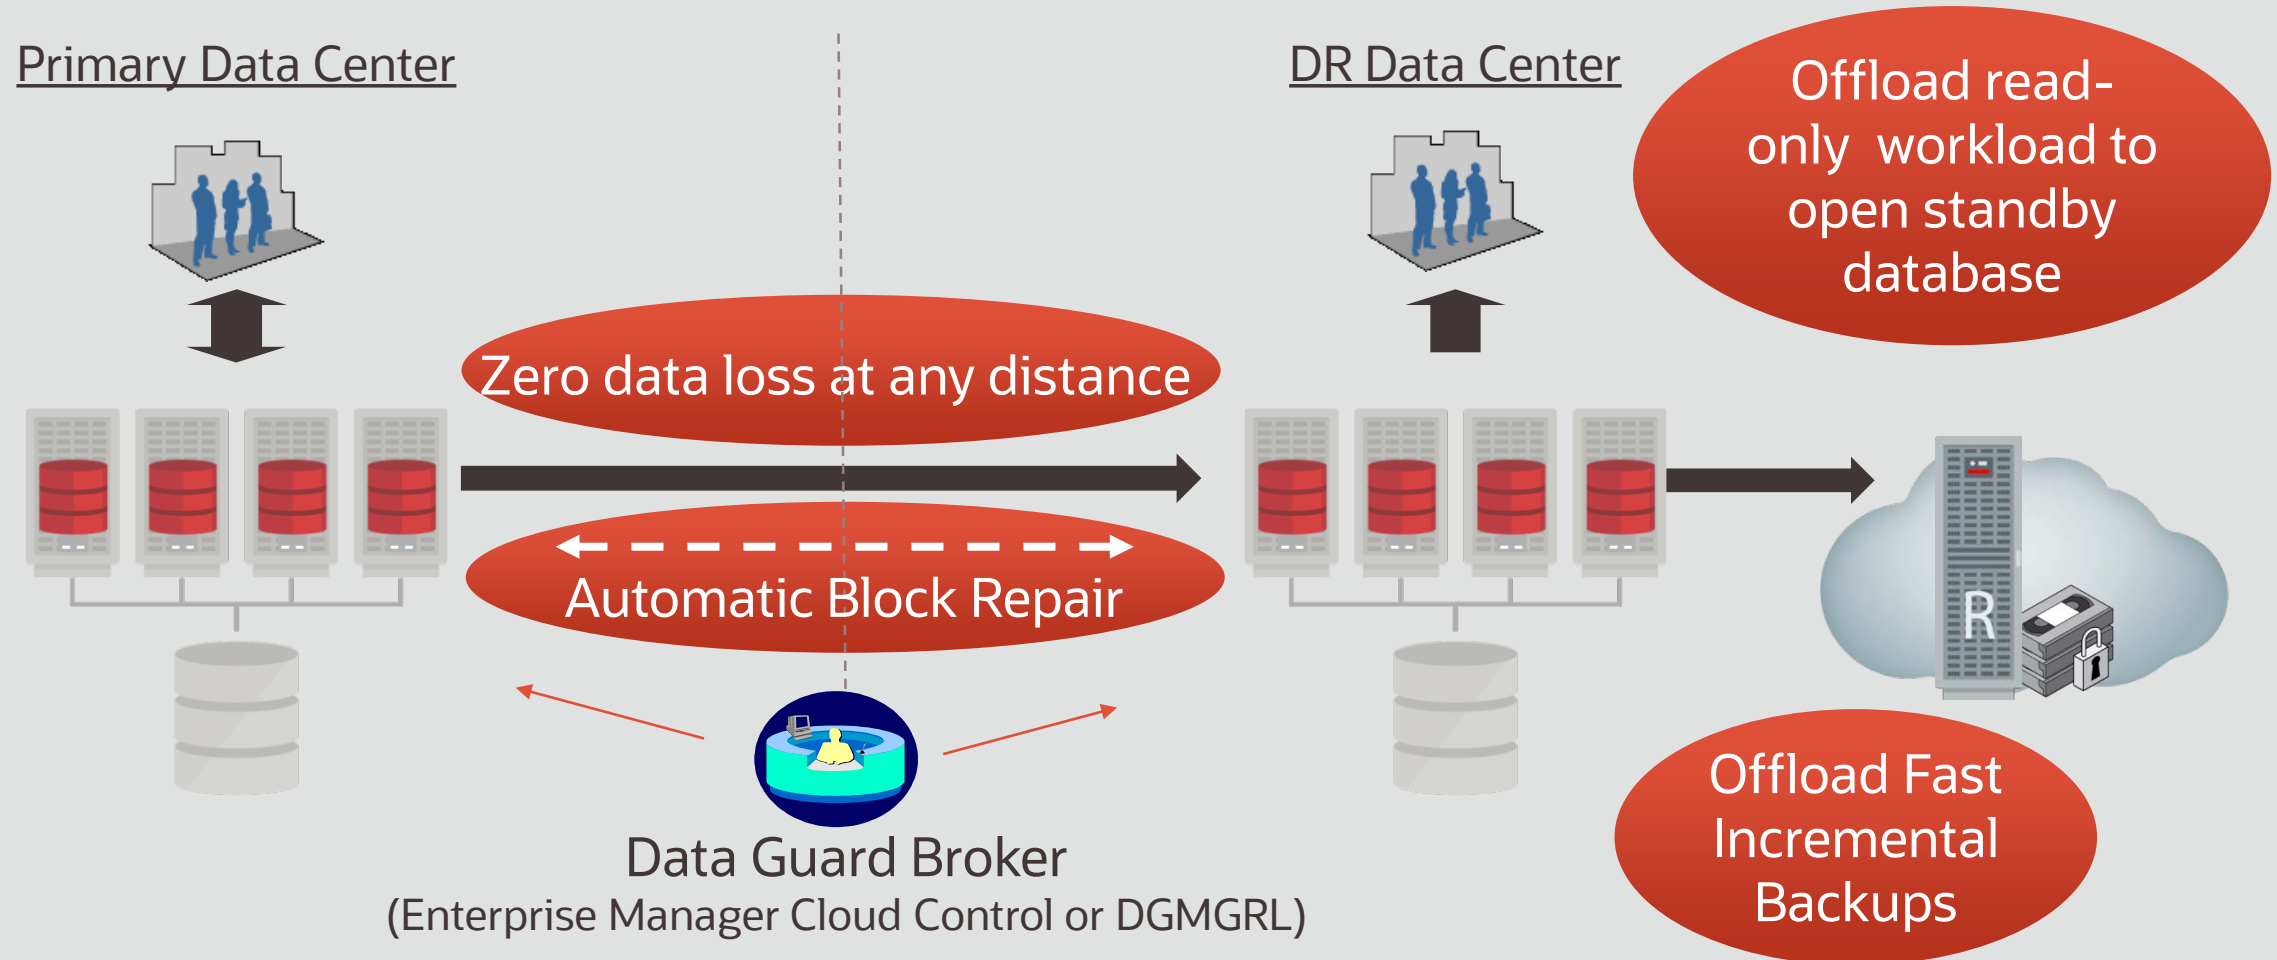 Primary Data Center
DR Data Center
Offload read-
only  workload to
open standby
database
Zero data loss at any distance
Automatic Block Repair
R
Data Guard Broker
(Enterprise Manager Cloud Control or DGMGRL)
Offload Fast
Incremental
Backups